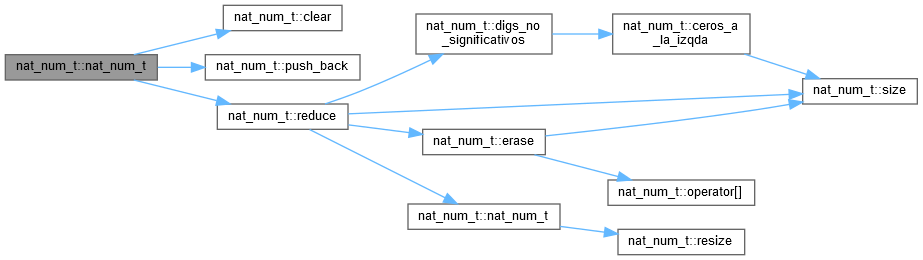 nat_num_t::nat_num_t
nat_num_t::clear
nat_num_t::push_back
nat_num_t::reduce
nat_num_t::digs_no
_significativos
nat_num_t::ceros_a
_la_izqda
nat_num_t::size
nat_num_t::erase
nat_num_t::operator[]
nat_num_t::nat_num_t
nat_num_t::resize